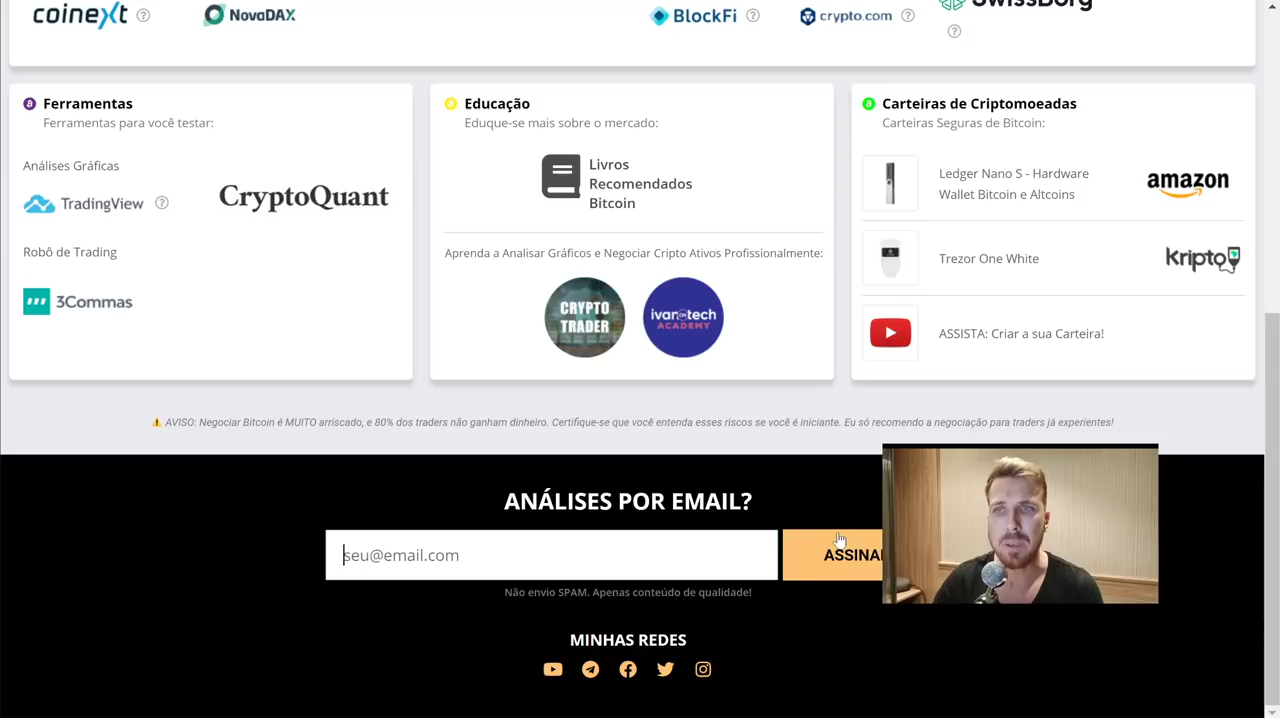 coinext
NovaDAX
BlockFi
crypto.com
SwissBorg
Ferramentas
Ferramentas para você testar:
Análises Gráficas
TradingView
CryptoQuant
Robô de Trading
3Commas
Educação
Eduque-se mais sobre o mercado:
Livros
Recomendados
Bitcoin
Aprenda a Analisar Gráficos e Negociar Cripto Ativos Profissionalmente:
CRYPTO
TRADER
ivanontech
ACADEMY
Carteiras de Criptomoeadas
Carteiras Seguras de Bitcoin:
Ledger Nano S - Hardware
Wallet Bitcoin e Altcoins
amazon
Trezor One White
kripto
ASSISTA: Criar a sua Carteira!
AVISO: Negociar Bitcoin é MUITO arriscado, e 80% dos traders não ganham dinheiro. Certifique-se que você entenda esses riscos se você é iniciante. Eu só recomendo a negociação para traders já experientes!
ANÁLISES POR EMAIL?
seu@email.com
ASSINA
Não envio SPAM. Apenas conteúdo de qualidade!
MINHAS REDES